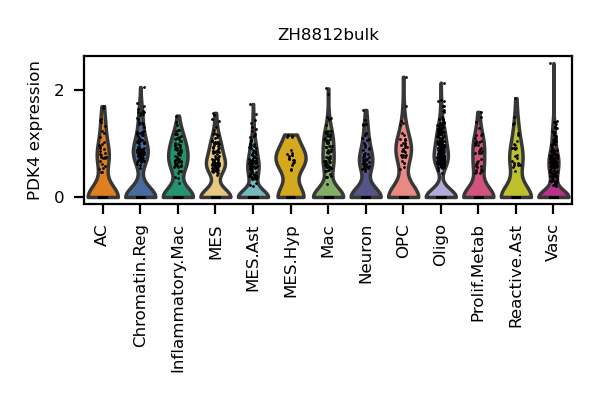 ZH8812bulk
PDK4 expression
2
0
AC
Chromatin.Reg
Inflammatory.Mac
MES
MES.Ast
MES.Hyp
Mac
Neuron
OPC
Oligo
Prolif.Metab
Reactive.Ast
Vasc